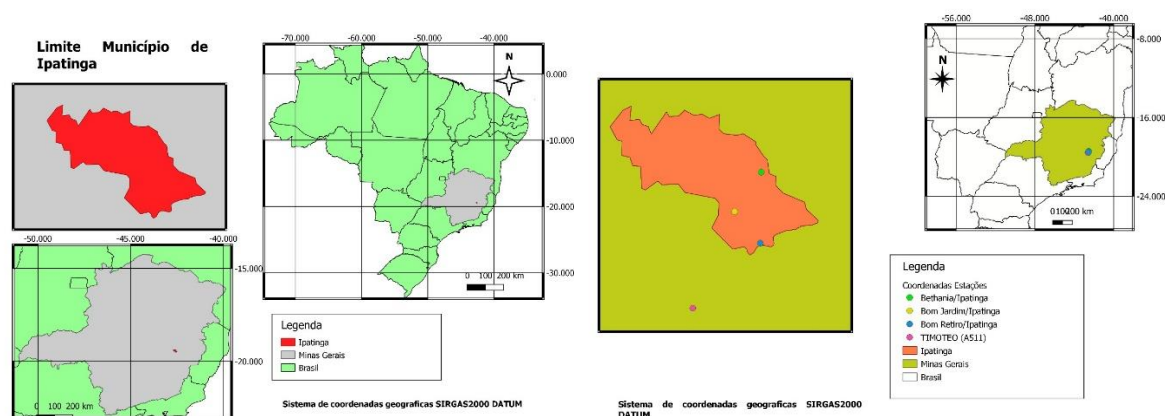 Limite Município de
Ipatinga
-50.000 -45.000 -40.000
-15.000
-20.000
0 100 200 km
-70.000 -60.000 -50.000 -40.000
N
0.000
-10.000
-20.000
-30.000
0 100 200 km
Legenda
Ipatinga
Minas Gerais
Brasil
Sistema de coordenadas geograficas SIRGAS2000 DATUM
Sistema de coordenadas geograficas SIRGAS2000
DATUM
-56.000 -48.000 -40.000
N
-8.000
-16.000
-24.000
0100200 km
Legenda
Coordenadas Estações
Bethania/Ipatinga
Bom Jardim/Ipatinga
Bom Retiro/Ipatinga
TIMOTEO (A511)
Ipatinga
Minas Gerais
Brasil